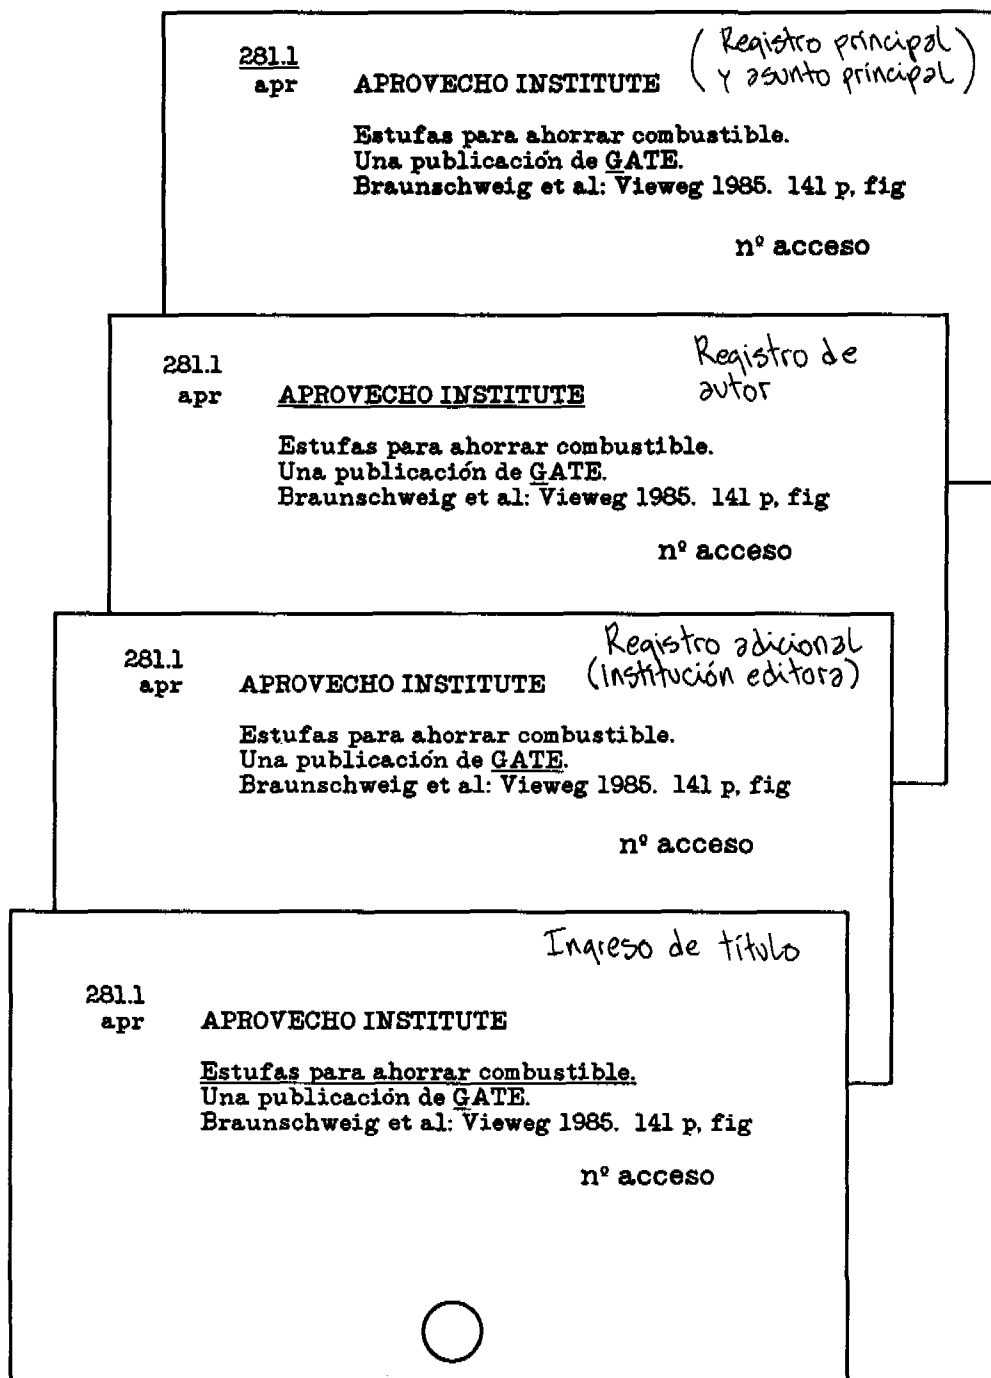 281.1 (Registro principal)
apr APROVECHO INSTITUTE (y asunto principal)
Estufas para ahorrar combustible.
Una publicación de GATE.
Braunschweig et al: Vieweg 1985. 141 p, fig
nº acceso
281.1 Registro de
apr APROVECHO INSTITUTE autor
Estufas para ahorrar combustible.
Una publicación de GATE.
Braunschweig et al: Vieweg 1985. 141 p, fig
nº acceso
281.1 Registro adicional
apr APROVECHO INSTITUTE (institución editora)
Estufas para ahorrar combustible.
Una publicación de GATE.
Braunschweig et al: Vieweg 1985. 141 p, fig
nº acceso
Ingreso de título
281.1
apr APROVECHO INSTITUTE
Estufas para ahorrar combustible.
Una publicación de GATE.
Braunschweig et al: Vieweg 1985. 141 p, fig
nº acceso